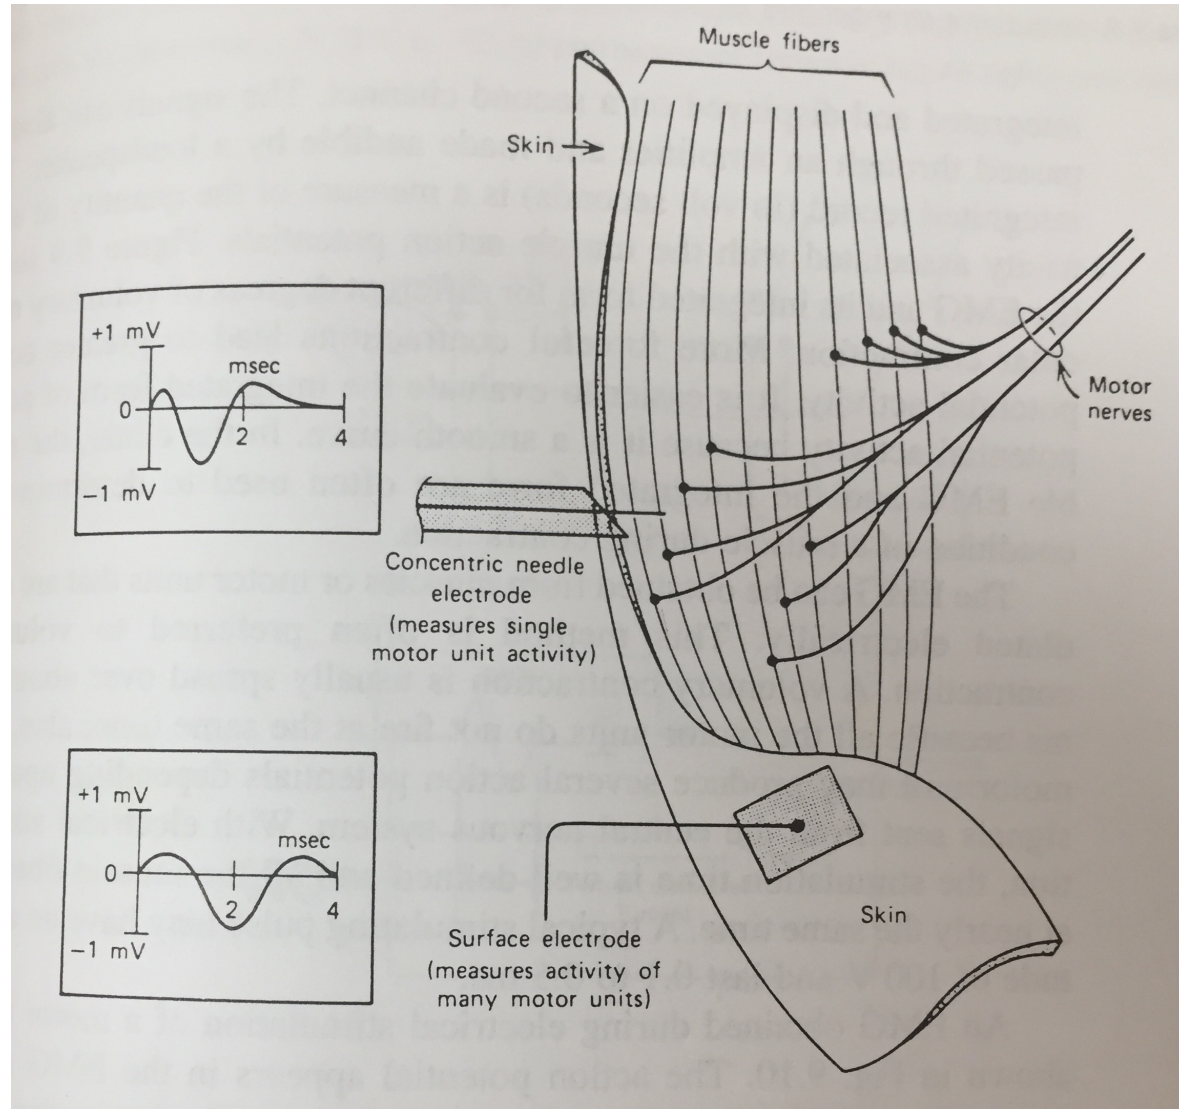 Muscle fibers
Skin
+1 mV
msec
0
2
4
−1 mV
Motor
nerves
Concentric needle
electrode
(measures single
motor unit activity)
+1 mV
msec
0
2
4
−1 mV
Skin
Surface electrode
(measures activity of
many motor units)